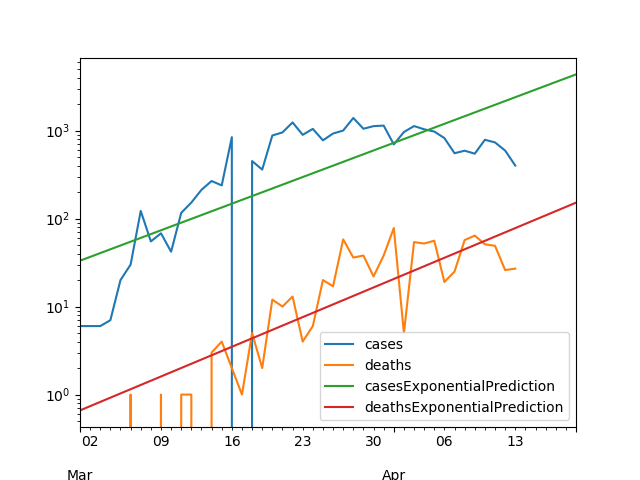 10³
10²
10¹
10⁰
cases
deaths
casesExponentialPrediction
deathsExponentialPrediction
02 09 16 23 30 06 13
Mar Apr